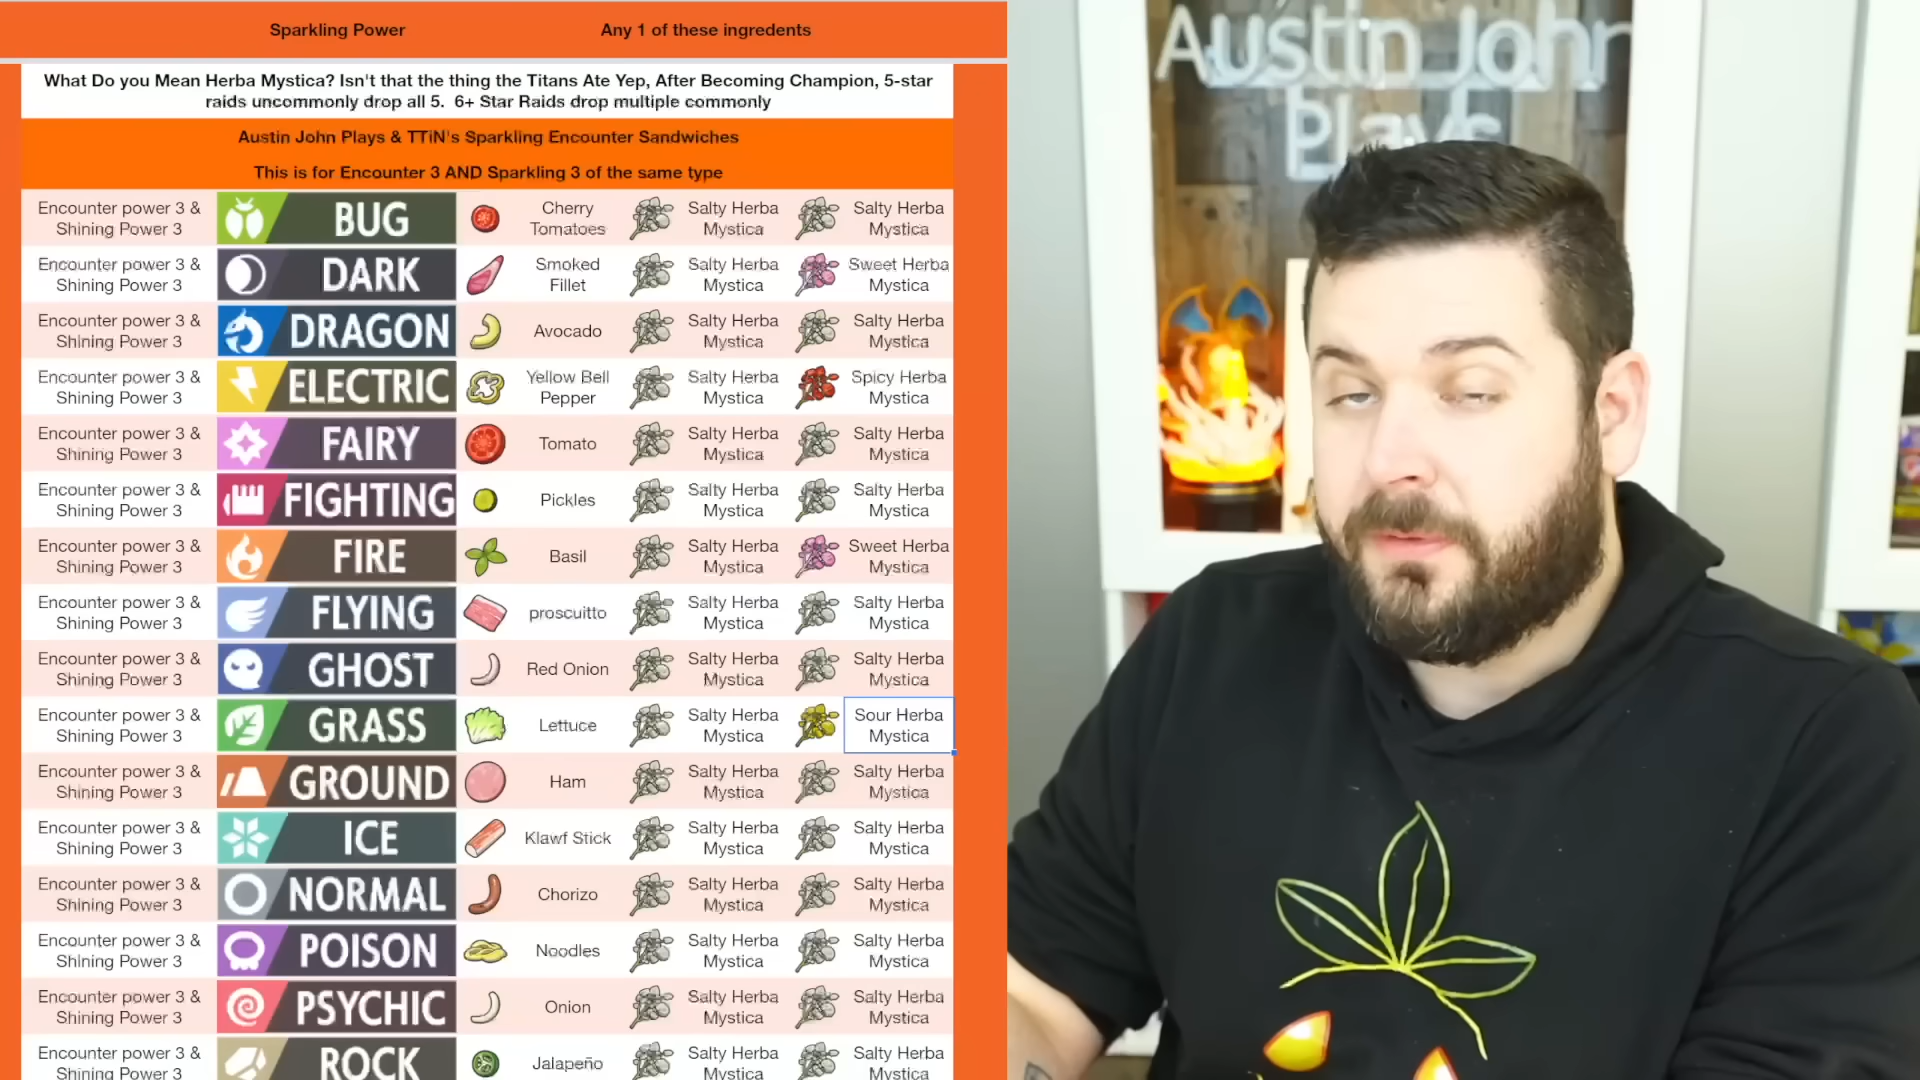 Sparkling Power Any 1 of these ingredents
What Do you Mean Herba Mystica? Isn't that the thing the Titans Ate Yep, After Becoming Champion, 5-star
raids uncommonly drop all 5. 6+ Star Raids drop multiple commonly
Austin John Plays & TTiN's Sparkling Encounter Sandwiches
This is for Encounter 3 AND Sparkling 3 of the same type
Encounter power 3 &
Shining Power 3
BUG
Cherry
Tomatoes
Salty Herba
Mystica
Salty Herba
Mystica
Encounter power 3 &
Shining Power 3
DARK
Smoked
Fillet
Salty Herba
Mystica
Sweet Herba
Mystica
Encounter power 3 &
Shining Power 3
DRAGON
Avocado
Salty Herba
Mystica
Salty Herba
Mystica
Encounter power 3 &
Shining Power 3
ELECTRIC
Yellow Bell
Pepper
Salty Herba
Mystica
Spicy Herba
Mystica
Encounter power 3 &
Shining Power 3
FAIRY
Tomato
Salty Herba
Mystica
Salty Herba
Mystica
Encounter power 3 &
Shining Power 3
FIGHTING
Pickles
Salty Herba
Mystica
Salty Herba
Mystica
Encounter power 3 &
Shining Power 3
FIRE
Basil
Salty Herba
Mystica
Sweet Herba
Mystica
Encounter power 3 &
Shining Power 3
FLYING
proscuitto
Salty Herba
Mystica
Salty Herba
Mystica
Encounter power 3 &
Shining Power 3
GHOST
Red Onion
Salty Herba
Mystica
Salty Herba
Mystica
Encounter power 3 &
Shining Power 3
GRASS
Lettuce
Salty Herba
Mystica
Sour Herba
Mystica
Encounter power 3 &
Shining Power 3
GROUND
Ham
Salty Herba
Mystica
Salty Herba
Mystica
Encounter power 3 &
Shining Power 3
ICE
Klawf Stick
Salty Herba
Mystica
Salty Herba
Mystica
Encounter power 3 &
Shining Power 3
NORMAL
Chorizo
Salty Herba
Mystica
Salty Herba
Mystica
Encounter power 3 &
Shining Power 3
POISON
Noodles
Salty Herba
Mystica
Salty Herba
Mystica
Encounter power 3 &
Shining Power 3
PSYCHIC
Onion
Salty Herba
Mystica
Salty Herba
Mystica
Encounter power 3 &
Shining Power 3
ROCK
Jalapeño
Salty Herba
Mystica
Salty Herba
Mystica
Austin John
Plays